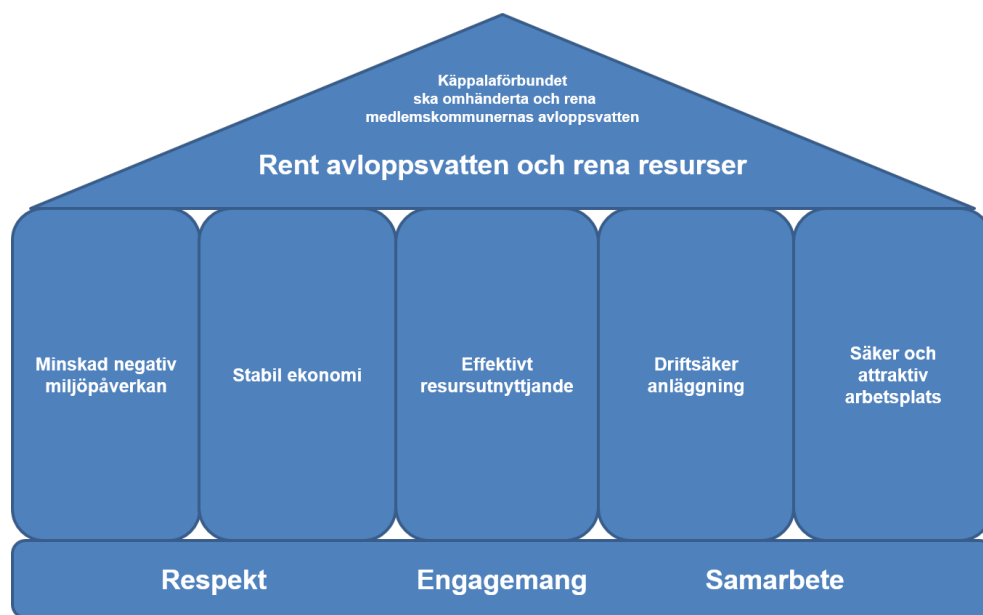 Käppalaförbundet
ska omhänderta och rena
medlemskommunernas avloppsvatten
Rent avloppsvatten och rena resurser
Minskad negativ
miljöpåverkan
Stabil ekonomi
Effektivt
resursutnyttjande
Driftsäker
anläggning
Säker och
attraktiv
arbetsplats
Respekt Engagemang Samarbete